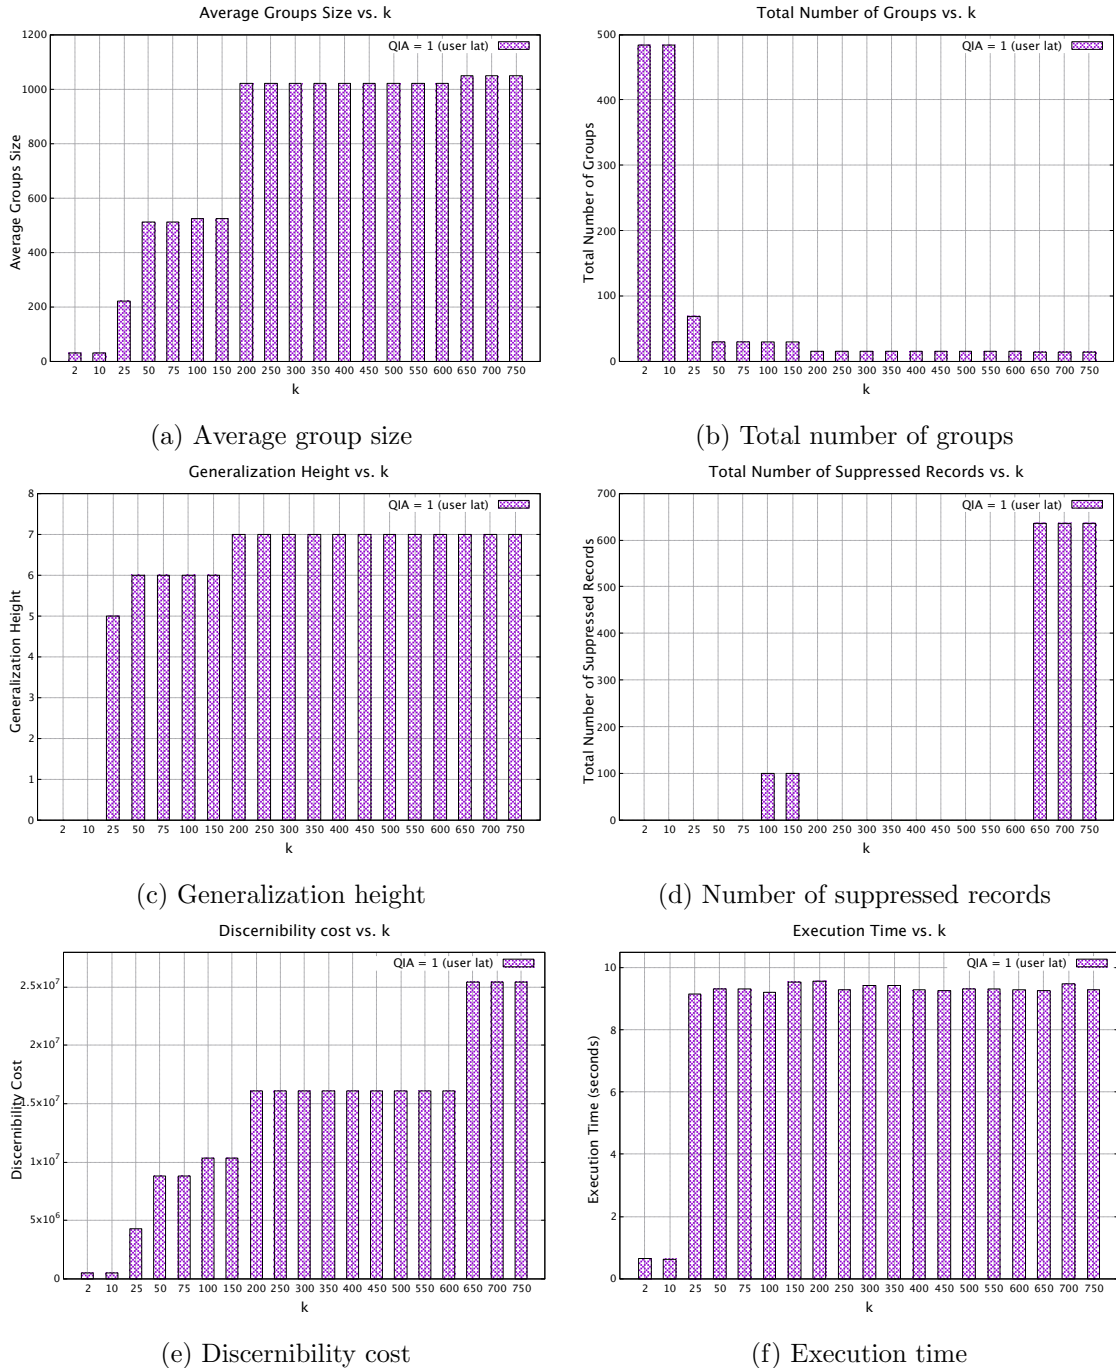 Average Groups Size vs. k
QIA = 1 (user lat)
Average Groups Size
1200
1000
800
600
400
200
0
2 10 25 50 75 100 150 200 250 300 350 400 450 500 550 600 650 700 750
k
(a) Average group size
Total Number of Groups vs. k
QIA = 1 (user lat)
Total Number of Groups
500
400
300
200
100
0
2 10 25 50 75 100 150 200 250 300 350 400 450 500 550 600 650 700 750
k
(b) Total number of groups
Generalization Height vs. k
QIA = 1 (user lat)
Generalization Height
8
7
6
5
4
3
2
1
0
2 10 25 50 75 100 150 200 250 300 350 400 450 500 550 600 650 700 750
k
(c) Generalization height
Total Number of Suppressed Records vs. k
QIA = 1 (user lat)
Total Number of Suppressed Records
700
600
500
400
300
200
100
0
2 10 25 50 75 100 150 200 250 300 350 400 450 500 550 600 650 700 750
k
(d) Number of suppressed records
Discernibility cost vs. k
QIA = 1 (user lat)
Discernibility Cost
2.5×10⁷
2×10⁷
1.5×10⁷
1×10⁷
5×10⁶
0
2 10 25 50 75 100 150 200 250 300 350 400 450 500 550 600 650 700 750
k
(e) Discernibility cost
Execution Time vs. k
QIA = 1 (user lat)
Execution Time (seconds)
10
8
6
4
2
0
2 10 25 50 75 100 150 200 250 300 350 400 450 500 550 600 650 700 750
k
(f) Execution time